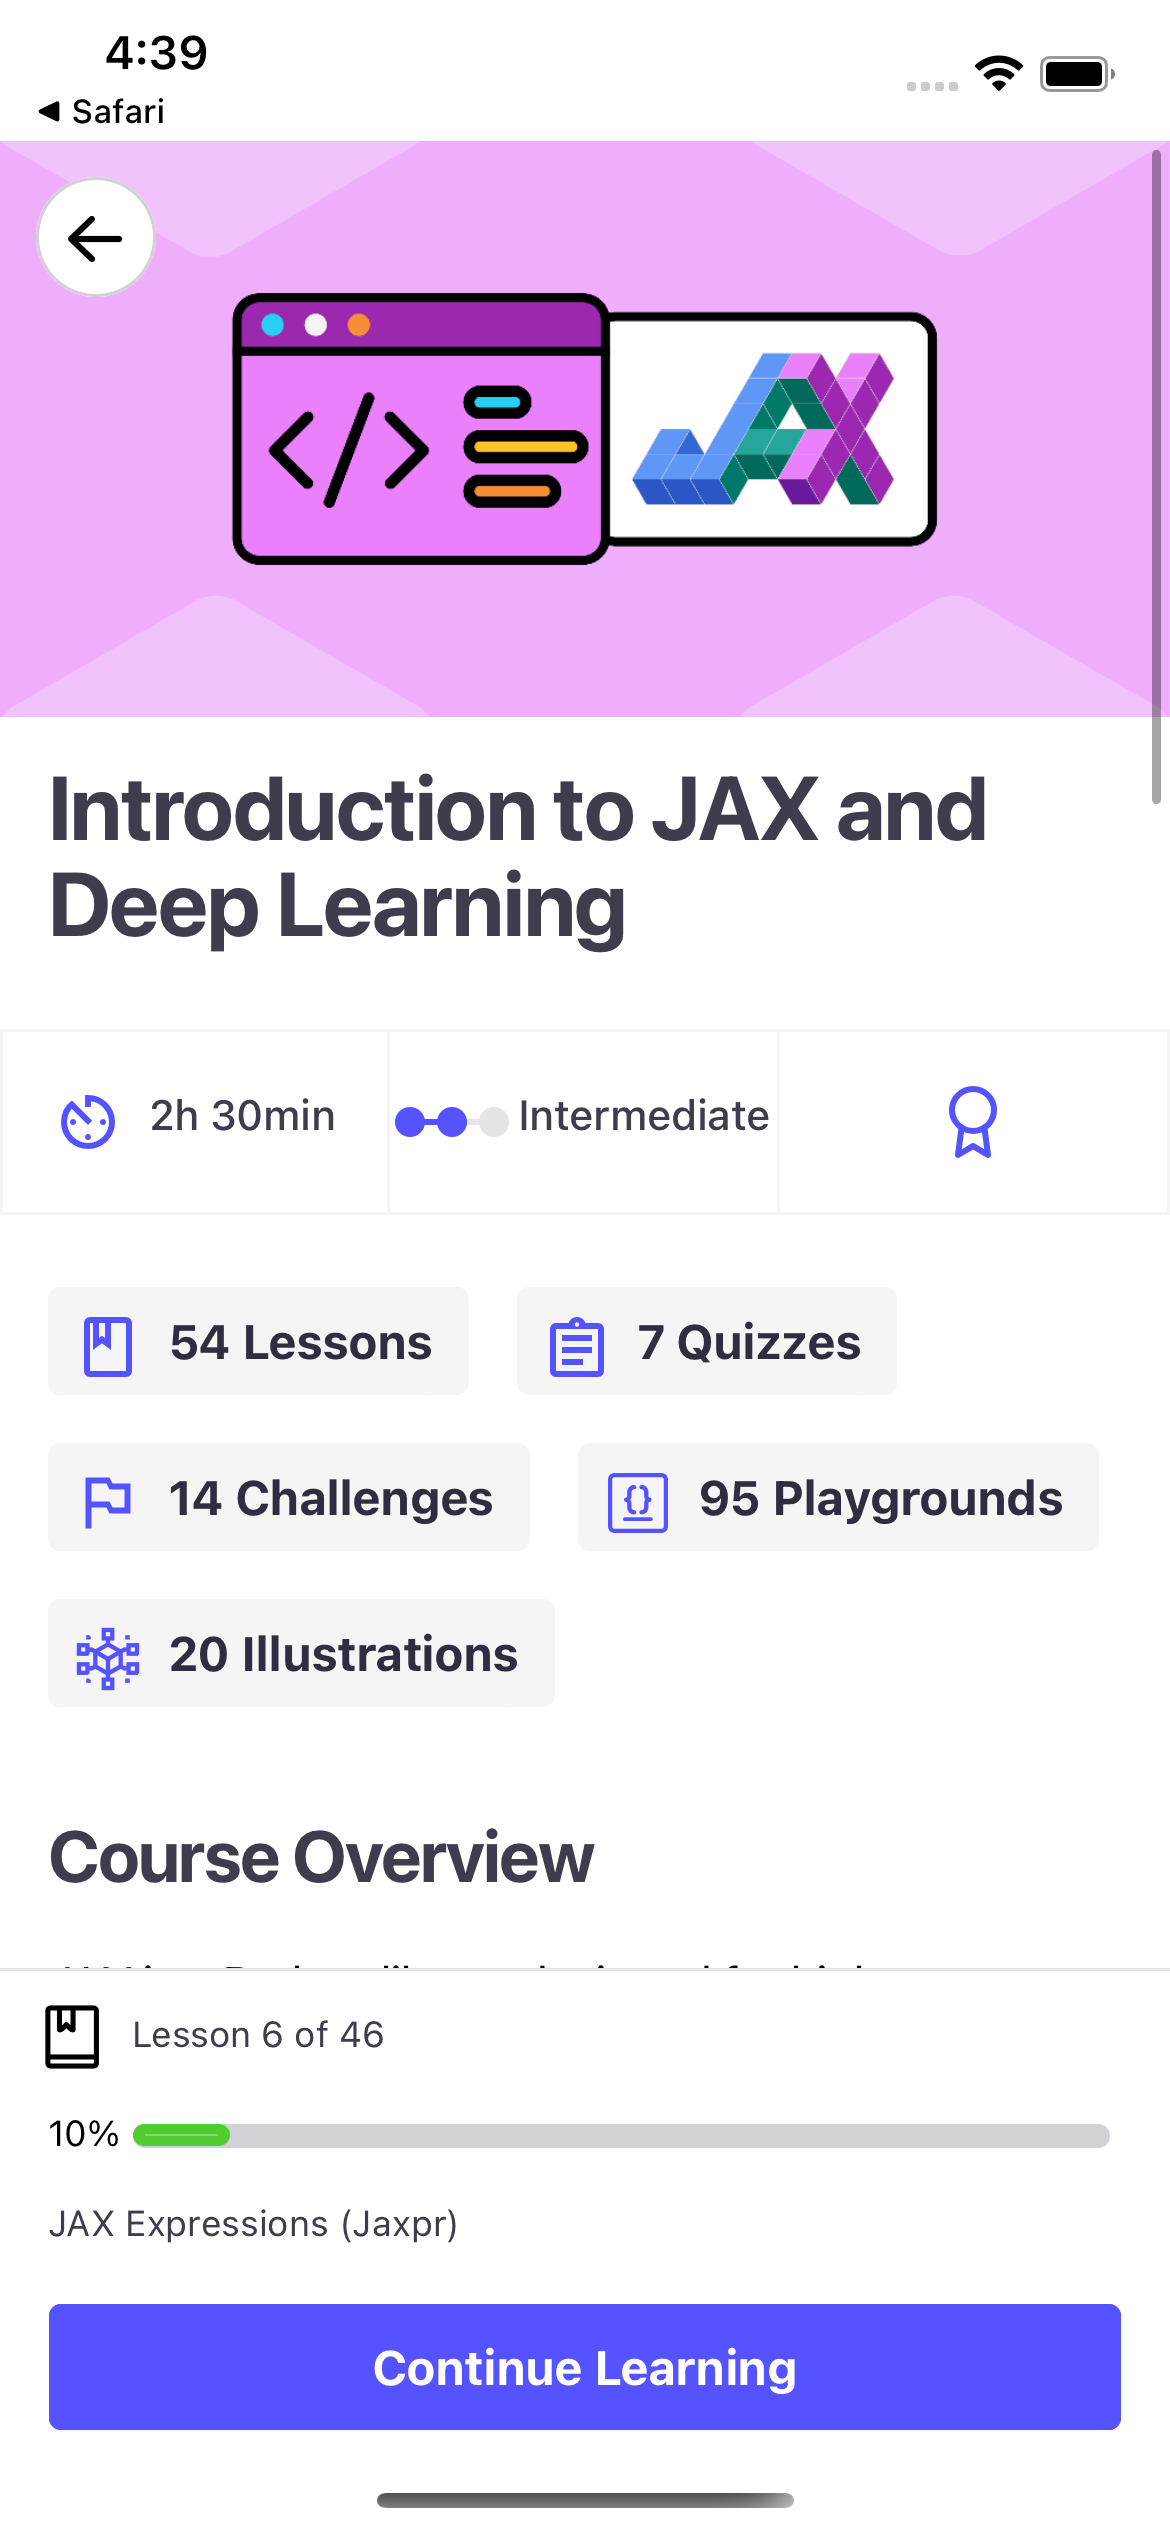 4:39
Safari
</>
JAX
Introduction to JAX and
Deep Learning
2h 30min
Intermediate
54 Lessons
7 Quizzes
14 Challenges
95 Playgrounds
20 Illustrations
Course Overview
Lesson 6 of 46
10%
JAX Expressions (Jaxpr)
Continue Learning